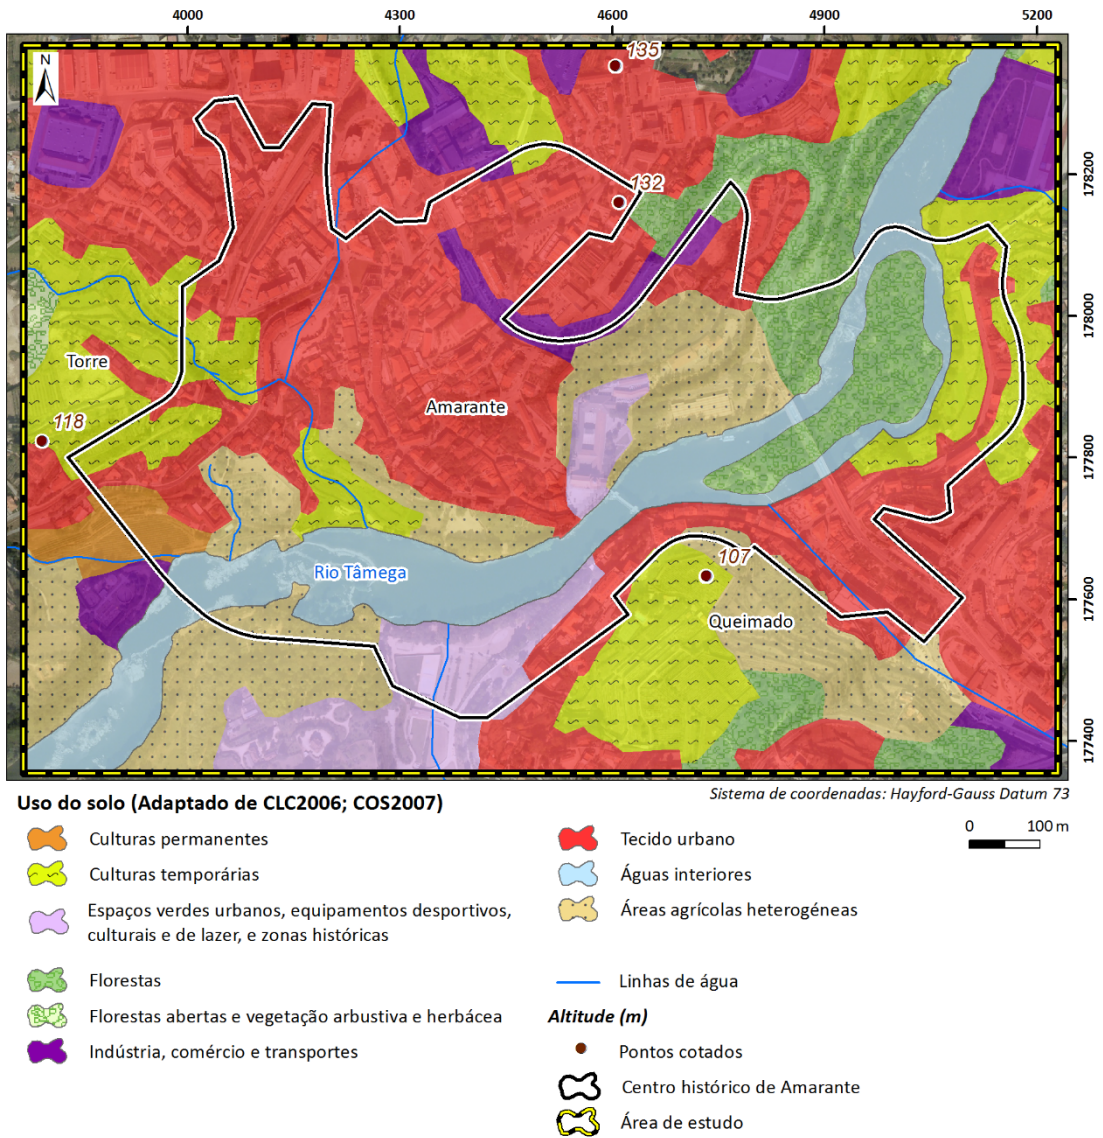 4000 4300 4600 4900 5200
N
135
132
178200
178000
Torre
Amarante
118
177800
Rio Tâmega
107
177600
Queimado
177400
Uso do solo (Adaptado de CLC2006; COS2007)
Sistema de coordenadas: Hayford-Gauss Datum 73
Culturas permanentes
Culturas temporárias
Espaços verdes urbanos, equipamentos desportivos,
culturais e de lazer, e zonas históricas
Florestas
Florestas abertas e vegetação arbustiva e herbácea
Indústria, comércio e transportes
Tecido urbano
Águas interiores
Áreas agrícolas heterogéneas
Linhas de água
Altitude (m)
Pontos cotados
Centro histórico de Amarante
Área de estudo
0 100 m